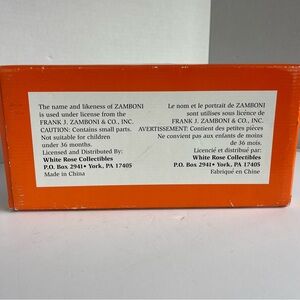 The name and likeness of ZAMBONI
is used under license from the
FRANK J. ZAMBONI & CO., INC.
CAUTION: Contains small parts.
Not suitable for children
under 36 months.
Licensed and Distributed By:
White Rose Collectibles
P.O. Box 2941• York, PA 17405
Made in China
Le nom et le portrait de ZAMBONI
sont utilises sous licence de
FRANK J. ZAMBONI & CO., INC.
AVERTISSEMENT: Contient des petites pièces
Ne convient pas aux enfants de moins
de 36 mois.
Licencié et distribué par:
White Rose Collectibles
P.O. Box 2941• York, PA 17405
Fabriqué en Chine